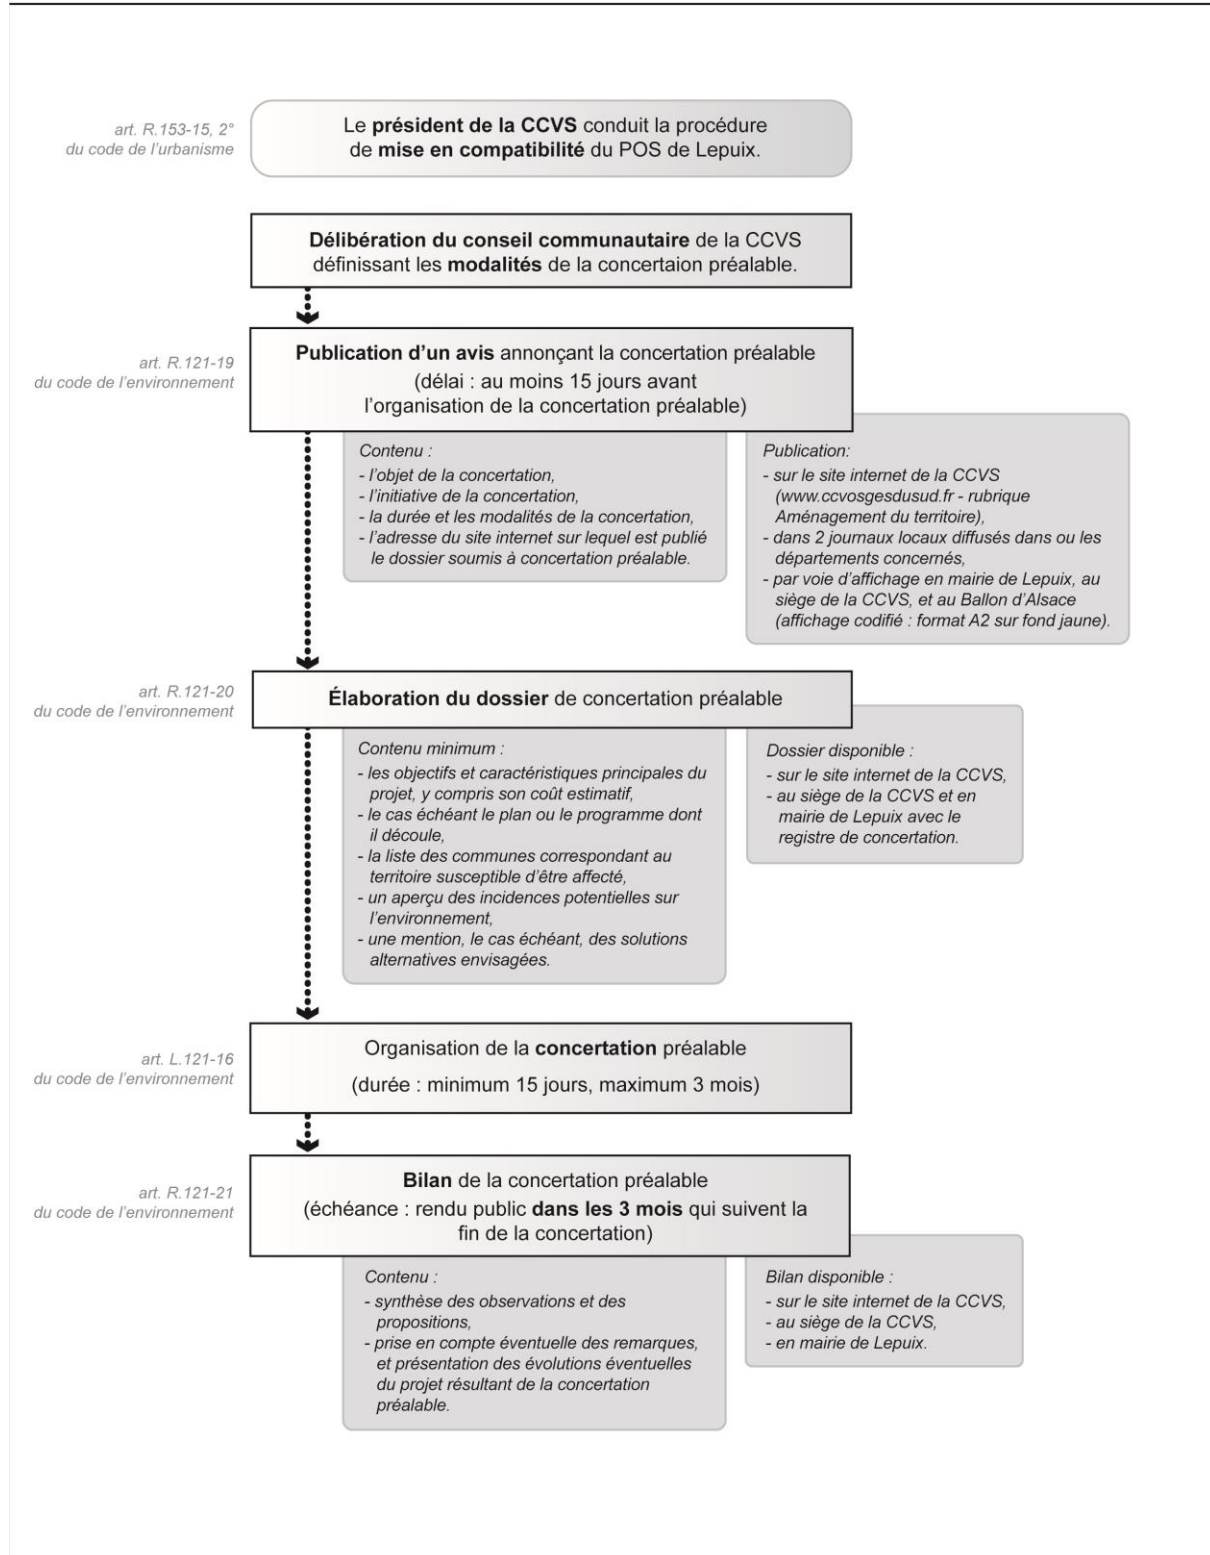 art. R.153-15, 2°
du code de l'urbanisme
Le président de la CCVS conduit la procédure
de mise en compatibilité du POS de Lepuix.
Délibération du conseil communautaire de la CCVS
définissant les modalités de la concertaion préalable.
art. R.121-19
du code de l'environnement
Publication d'un avis annonçant la concertation préalable
(délai : au moins 15 jours avant
l'organisation de la concertation préalable)
Contenu :
- l'objet de la concertation,
- l'initiative de la concertation,
- la durée et les modalités de la concertation,
- l'adresse du site internet sur lequel est publié
le dossier soumis à concertation préalable.
Publication:
- sur le site internet de la CCVS
(www.ccvosgesdusud.fr - rubrique
Aménagement du territoire),
- dans 2 journaux locaux diffusés dans ou les
départements concernés,
- par voie d'affichage en mairie de Lepuix, au
siège de la CCVS, et au Ballon d'Alsace
(affichage codifié : format A2 sur fond jaune).
art. R.121-20
du code de l'environnement
Élaboration du dossier de concertation préalable
Contenu minimum :
- les objectifs et caractéristiques principales du
projet, y compris son coût estimatif,
- le cas échéant le plan ou le programme dont
il découle,
- la liste des communes correspondant au
territoire susceptible d'être affecté,
- un aperçu des incidences potentielles sur
l'environnement,
- une mention, le cas échéant, des solutions
alternatives envisagées.
Dossier disponible :
- sur le site internet de la CCVS,
- au siège de la CCVS et en
mairie de Lepuix avec le
registre de concertation.
art. L.121-16
du code de l'environnement
Organisation de la concertation préalable
(durée : minimum 15 jours, maximum 3 mois)
art. R.121-21
du code de l'environnement
Bilan de la concertation préalable
(échéance : rendu public dans les 3 mois qui suivent la
fin de la concertation)
Contenu :
- synthèse des observations et des
propositions,
- prise en compte éventuelle des remarques,
et présentation des évolutions éventuelles
du projet résultant de la concertation
préalable.
Bilan disponible :
- sur le site internet de la CCVS,
- au siège de la CCVS,
- en mairie de Lepuix.